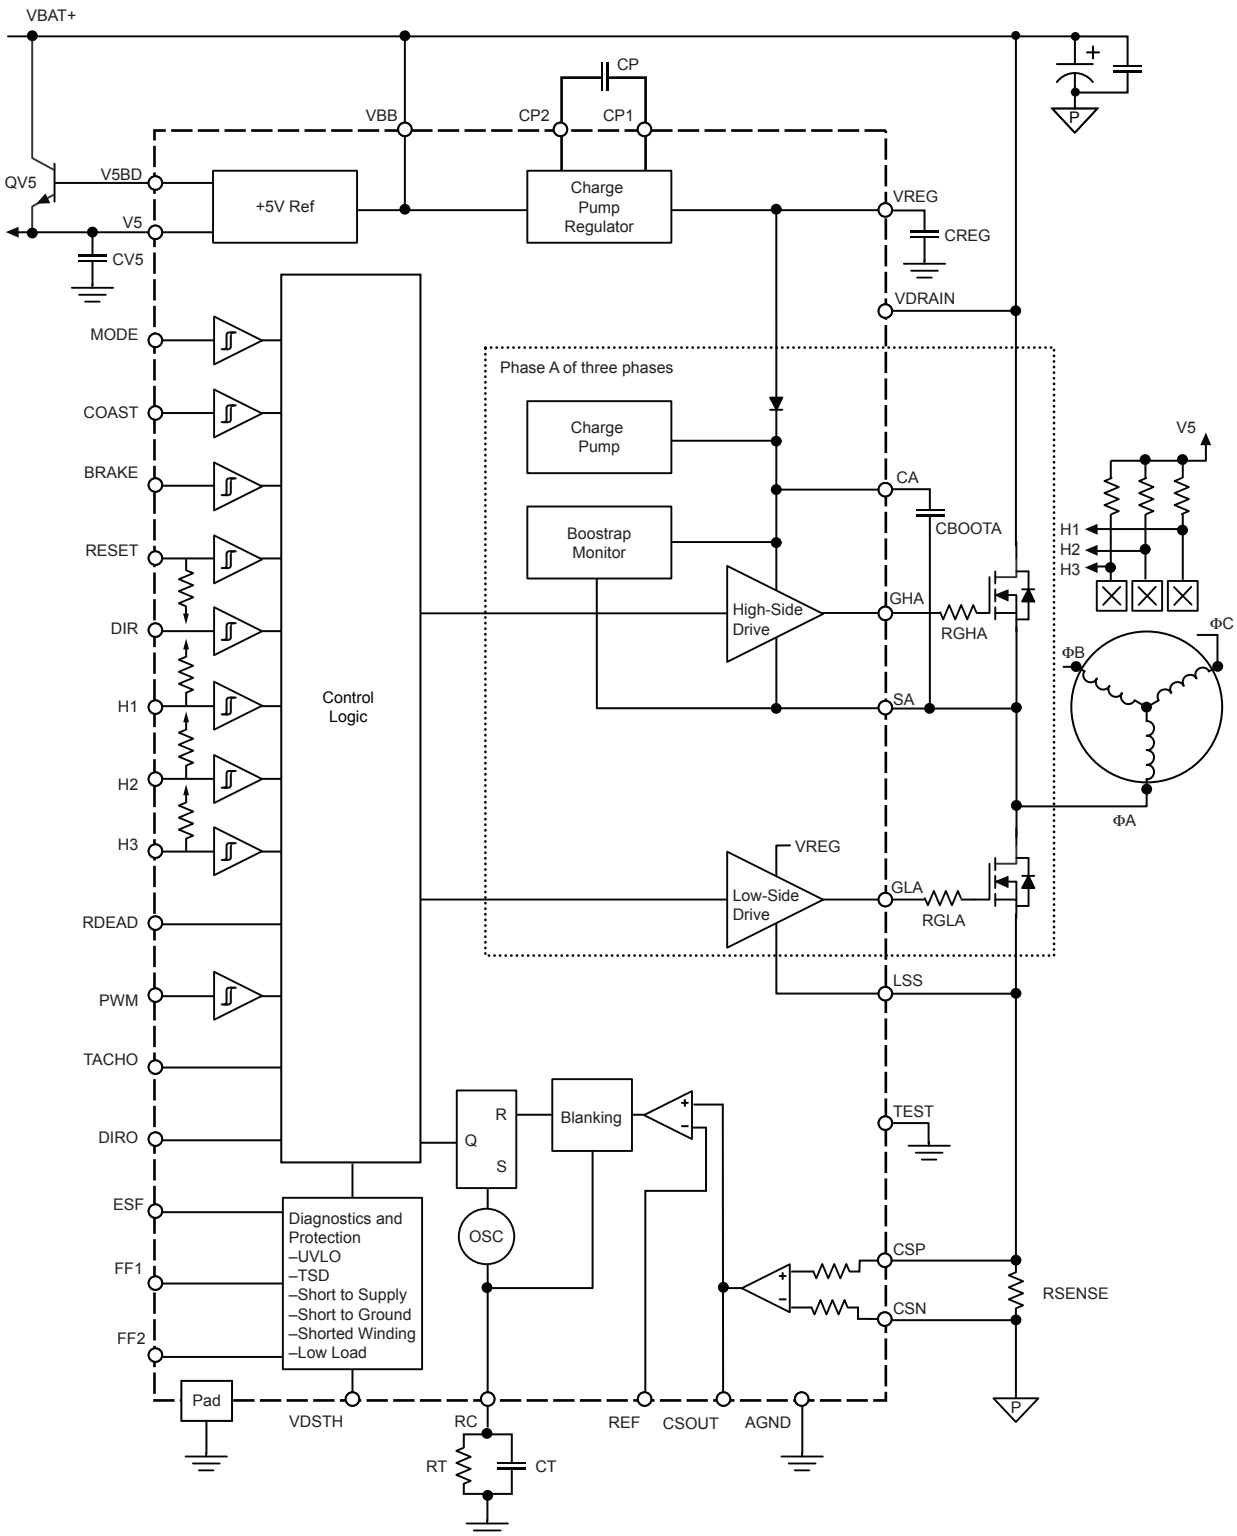 VBAT+
CP
VBB
CP2
CP1
P
QV5
V5BD
+5V Ref
Charge
Pump
Regulator
VREG
V5
CV5
CREG
VDRAIN
MODE
Phase A of three phases
COAST
Charge
Pump
V5
BRAKE
CA
Boostrap
Monitor
CBOOTA
H1
H2
H3
RESET
GHA
High-Side
Drive
RGHA
DIR
ΦC
ΦB
Control
Logic
H1
SA
H2
ΦA
H3
VREG
GLA
Low-Side
Drive
RGLA
RDEAD
LSS
PWM
TACHO
R
Q
S
Blanking
+
–
TEST
DIRO
ESF
Diagnostics and
Protection
–UVLO
–TSD
–Short to Supply
–Short to Ground
–Shorted Winding
–Low Load
OSC
CSP
FF1
+
–
RSENSE
CSN
FF2
Pad
VDSTH
RC
REF
CSOUT
AGND
P
RT
CT